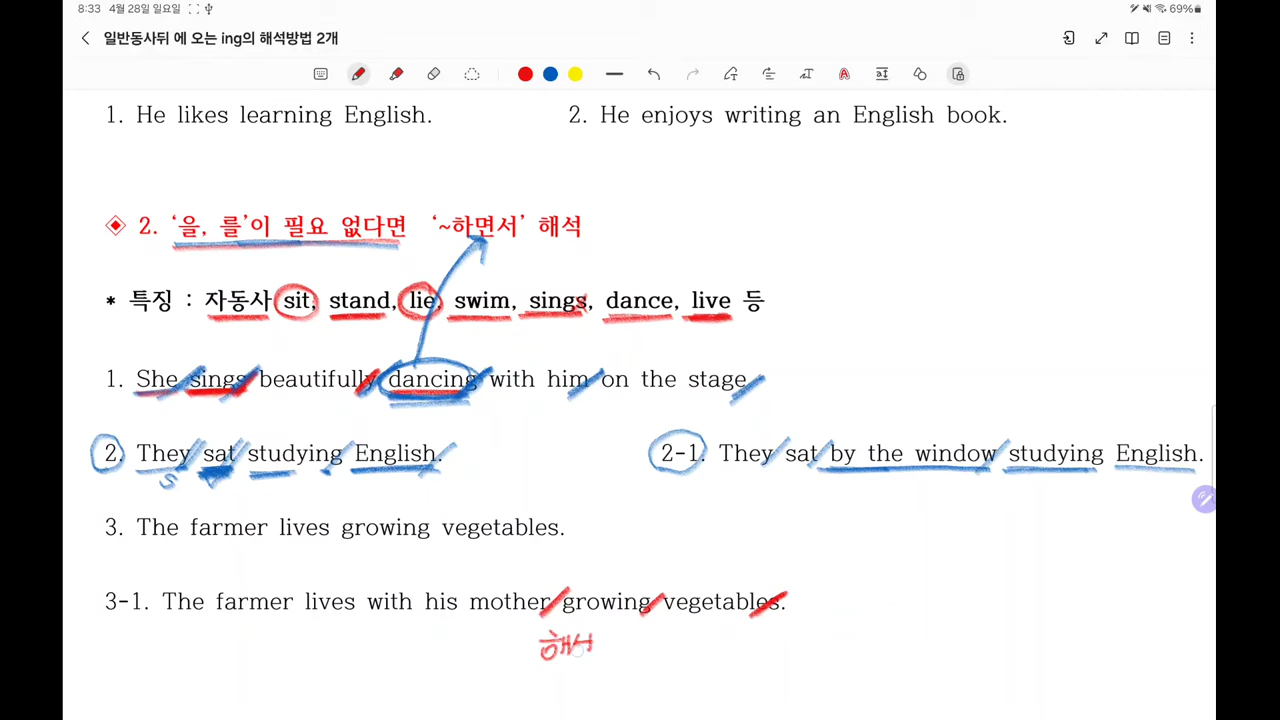 8:33 4월 28일 일요일 69%
일반동사뒤 에 오는 ing의 해석방법 2개
1. He likes learning English. 2. He enjoys writing an English book.
2. ‘을, 를’이 필요 없다면 ‘~하면서’ 해석
* 특징 : 자동사 sit, stand, lie, swim, sings, dance, live 등
1. She sings beautifully dancing with him on the stage
2. They sat studying English. 2-1. They sat by the window studying English.
s v
3. The farmer lives growing vegetables.
3-1. The farmer lives with his mother growing vegetables.
해석